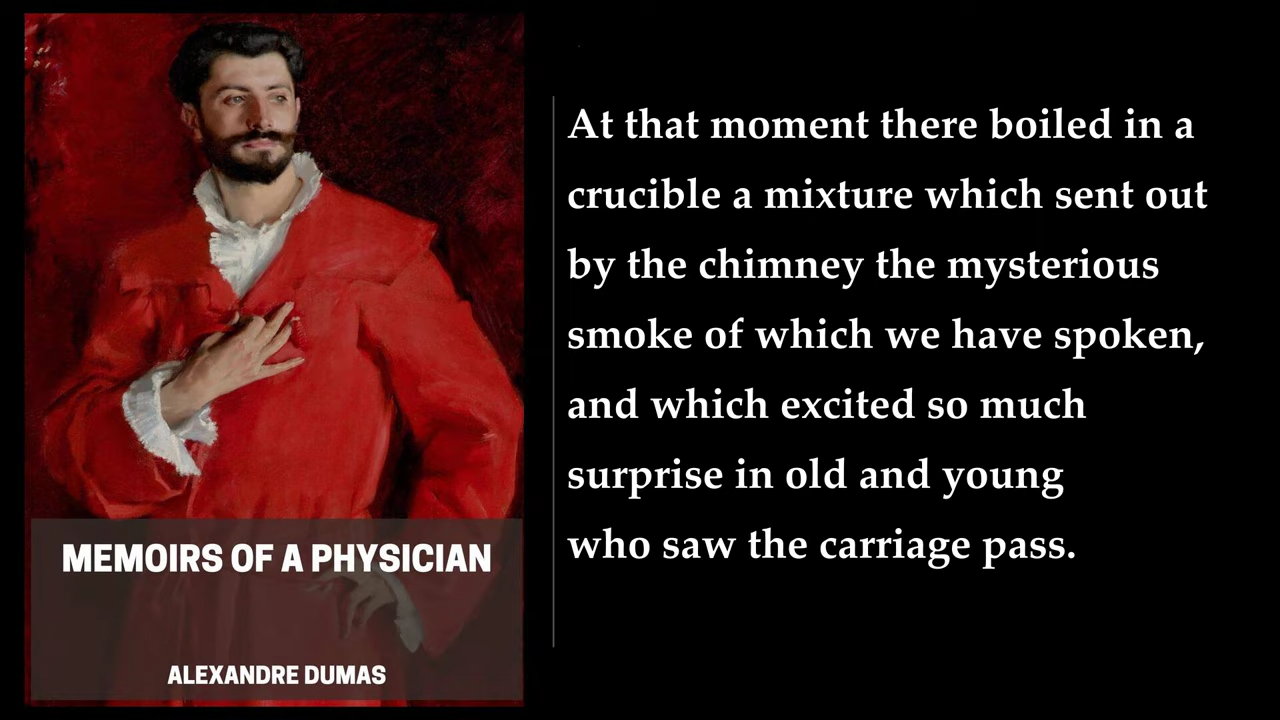 MEMOIRS OF A PHYSICIAN
ALEXANDRE DUMAS
At that moment there boiled in a
crucible a mixture which sent out
by the chimney the mysterious
smoke of which we have spoken,
and which excited so much
surprise in old and young
who saw the carriage pass.